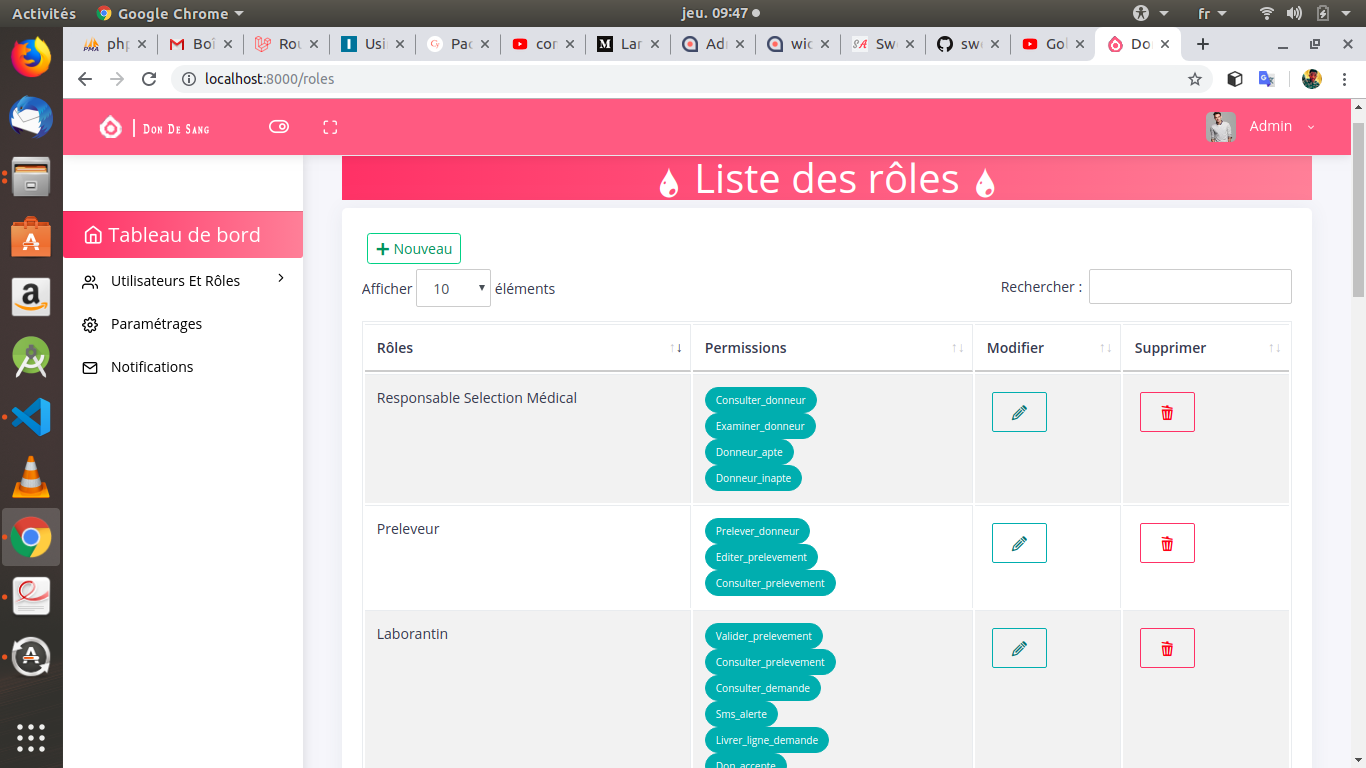 Activités Google Chrome jeu. 09:47 fr
php Boî Rou Usi Pac cor Lar Adı wic Swe swe Gol Do
localhost:8000/roles
Don De Sang Admin
Liste des rôles
Tableau de bord
Utilisateurs Et Rôles
Paramétrages
Notifications
Nouveau
Afficher 10 éléments Rechercher :
Rôles Permissions Modifier Supprimer
Responsable Selection Médical
Consulter_donneur
Examiner_donneur
Donneur_apte
Donneur_inapte
Preleveur
Prelever_donneur
Editer_prelevement
Consulter_prelevement
Laborantin
Valider_prelevement
Consulter_prelevement
Consulter_demande
Sms_alerte
Livrer_ligne_demande
Don_accepte